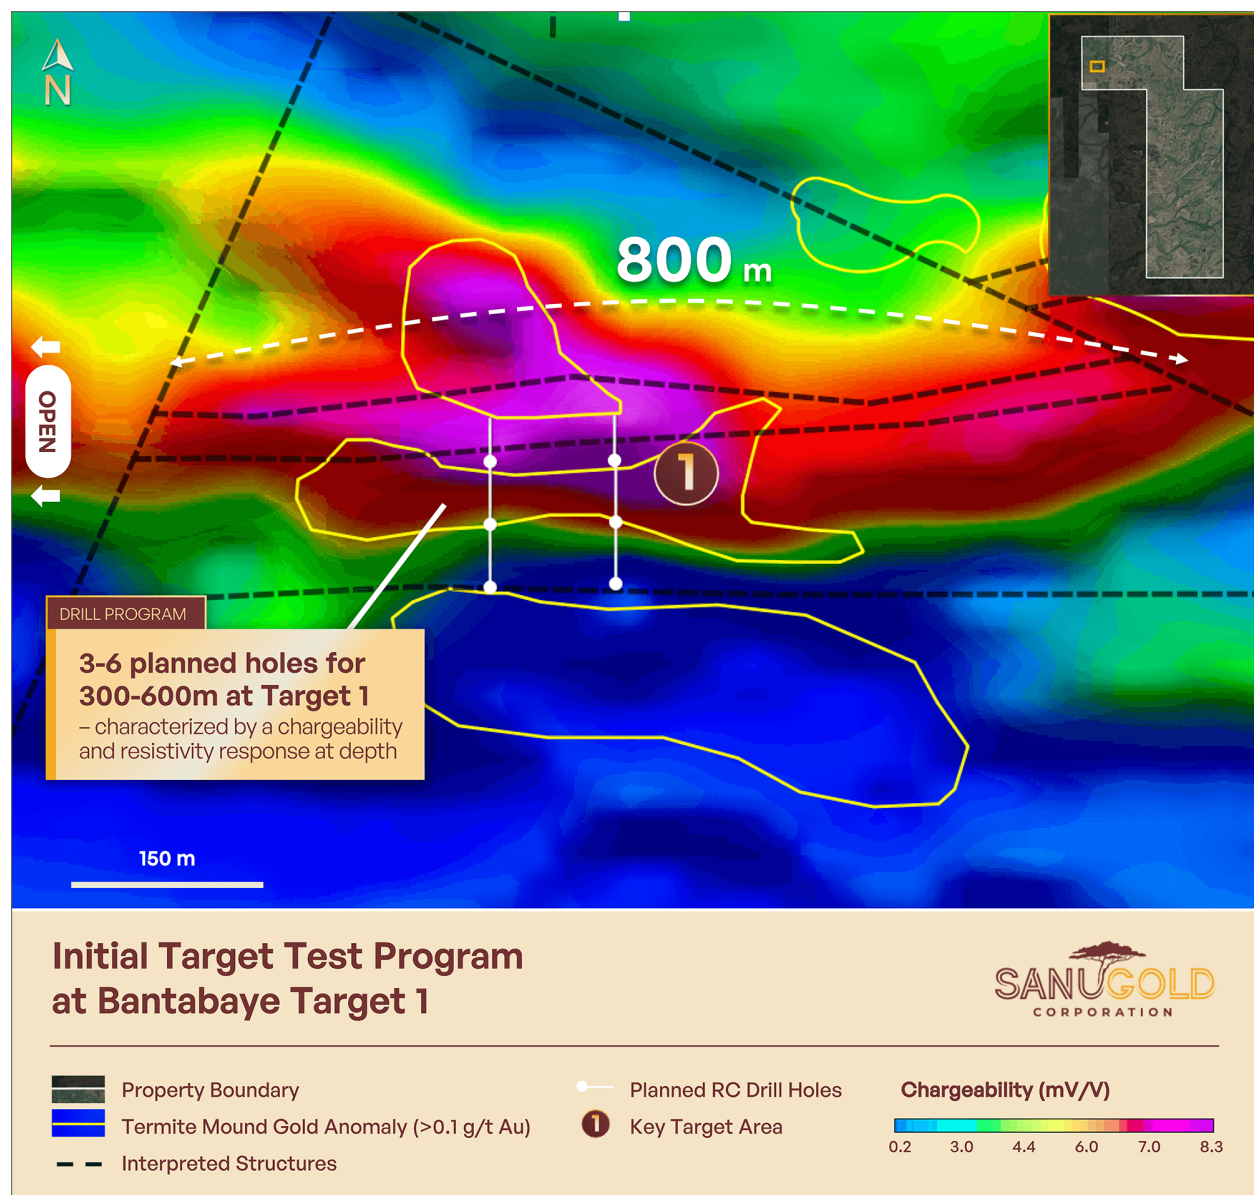 N
800 m
OPEN
1
DRILL PROGRAM
3-6 planned holes for
300-600m at Target 1
– characterized by a chargeability
and resistivity response at depth
150 m
Initial Target Test Program
at Bantabaye Target 1
SANUGOLD
CORPORATION
Property Boundary
Termite Mound Gold Anomaly (>0.1 g/t Au)
Interpreted Structures
Planned RC Drill Holes
1 Key Target Area
Chargeability (mV/V)
0.2 3.0 4.4 6.0 7.0 8.3